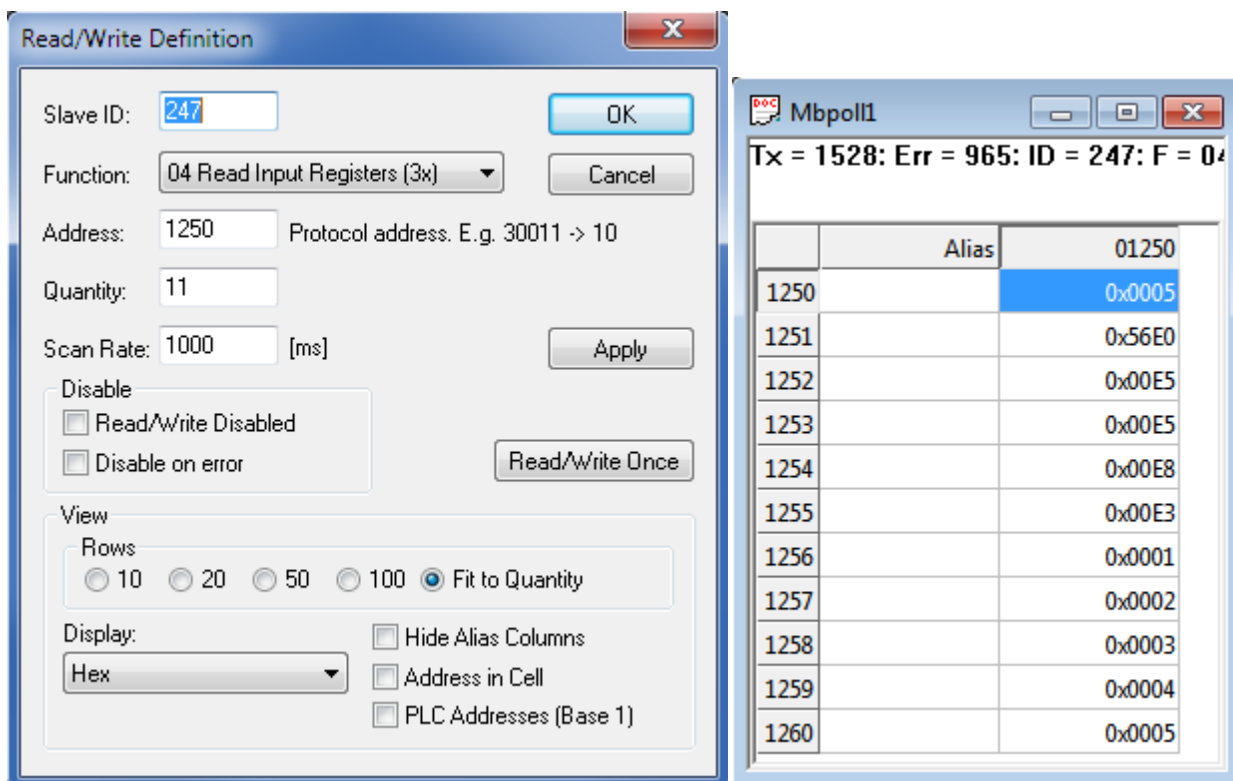 Read/Write Definition
Slave ID: 247 OK
Function: 04 Read Input Registers (3x) Cancel
Address: 1250 Protocol address. E.g. 30011 -> 10
Quantity: 11
Scan Rate: 1000 [ms] Apply
Disable
Read/Write Disabled
Disable on error
Read/Write Once
View
Rows
10 20 50 100 Fit to Quantity
Display:
Hex
Hide Alias Columns
Address in Cell
PLC Addresses (Base 1)
DOC Mbpoll1
Tx = 1528: Err = 965: ID = 247: F = 04
Alias 01250
1250 0x0005
1251 0x56E0
1252 0x00E5
1253 0x00E5
1254 0x00E8
1255 0x00E3
1256 0x0001
1257 0x0002
1258 0x0003
1259 0x0004
1260 0x0005